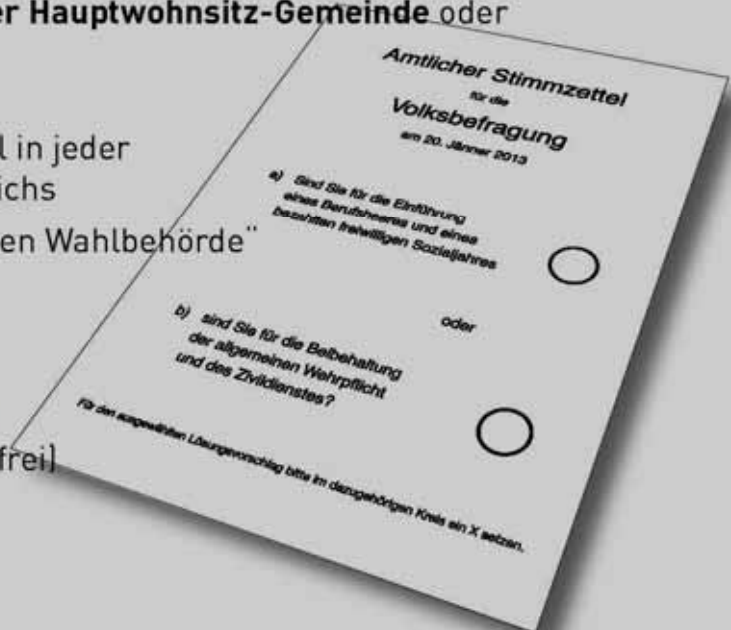 er Hauptwohnsitz-Gemeinde oder
l in jeder
ichs
en Wahlbehörde"
frei)
Amtlicher Stimmzettel
für die
Volksbefragung
am 20. Jänner 2013
a) Sind Sie für die Einführung
eines Berufsheeres und eines
bezahlten freiwilligen Sozialjahres
oder
b) sind Sie für die Beibehaltung
der allgemeinen Wehrpflicht
und des Zivildienstes?
Für den ausgewählten Lösungsvorschlag bitte im dazugehörigen Kreis ein X setzen.